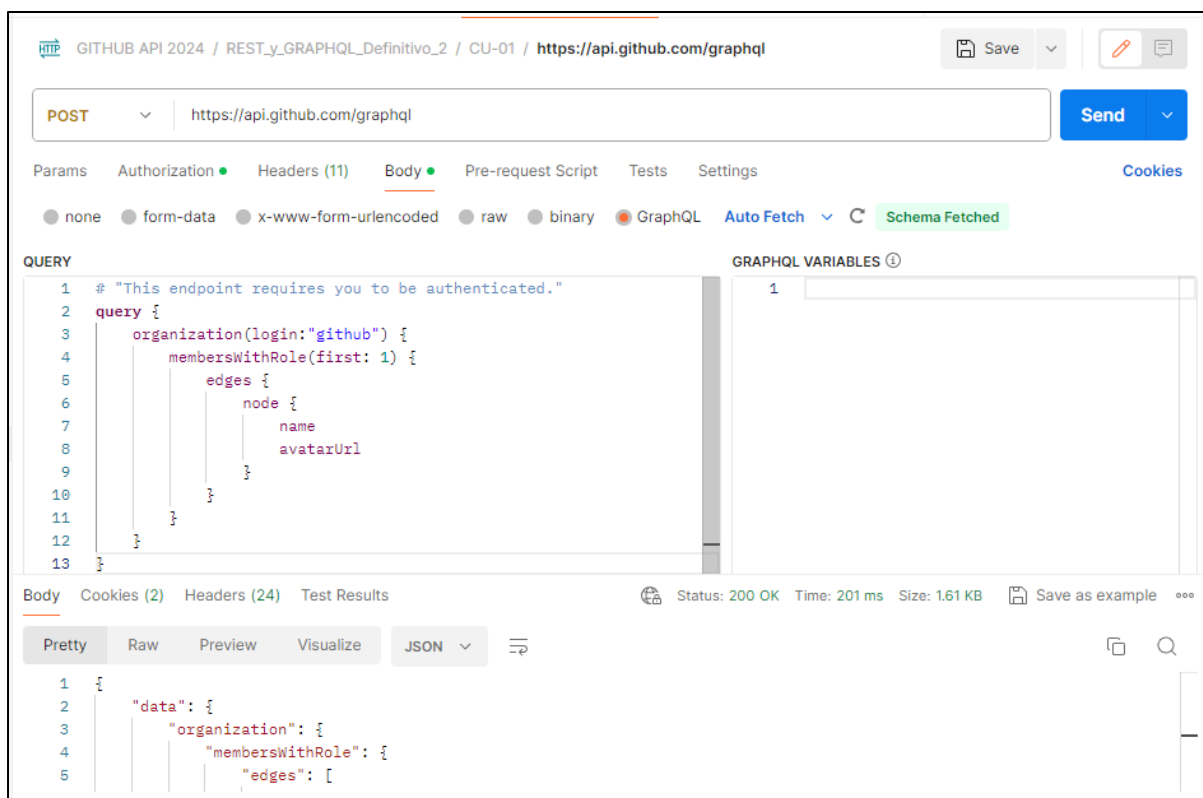 HTTP GITHUB API 2024 / REST_y_GRAPHQL_Definitivo_2 / CU-01 / https://api.github.com/graphql Save
POST https://api.github.com/graphql Send
Params Authorization Headers (11) Body Pre-request Script Tests Settings Cookies
none form-data x-www-form-urlencoded raw binary GraphQL Auto Fetch Schema Fetched
QUERY GRAPHQL VARIABLES
1 # "This endpoint requires you to be authenticated." 1
2 query {
3 organization(login:"github") {
4 membersWithRole(first: 1) {
5 edges {
6 node {
7 name
8 avatarUrl
9 }
10 }
11 }
12 }
13 }
Body Cookies (2) Headers (24) Test Results Status: 200 OK Time: 201 ms Size: 1.61 KB Save as example
Pretty Raw Preview Visualize JSON
1 {
2 "data": {
3 "organization": {
4 "membersWithRole": {
5 "edges": [